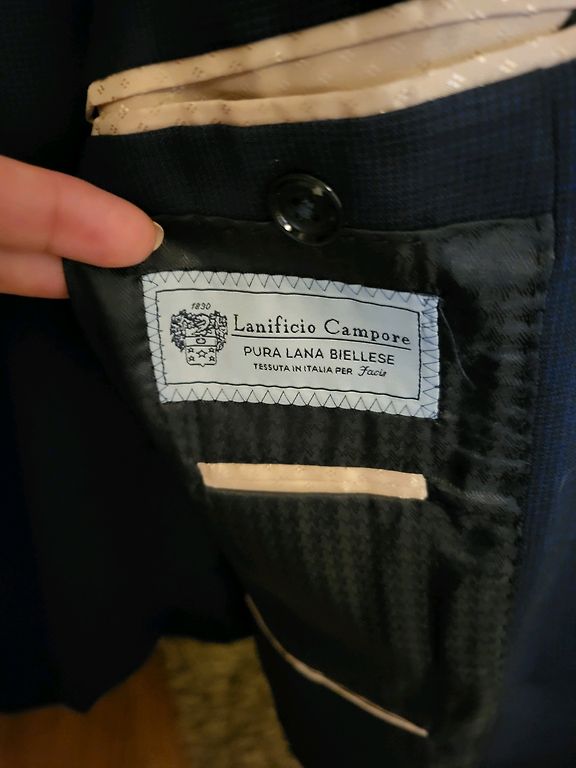 1830
Lanificio Campore
PURA LANA BIELLESE
TESSUTA IN ITALIA PER Facis